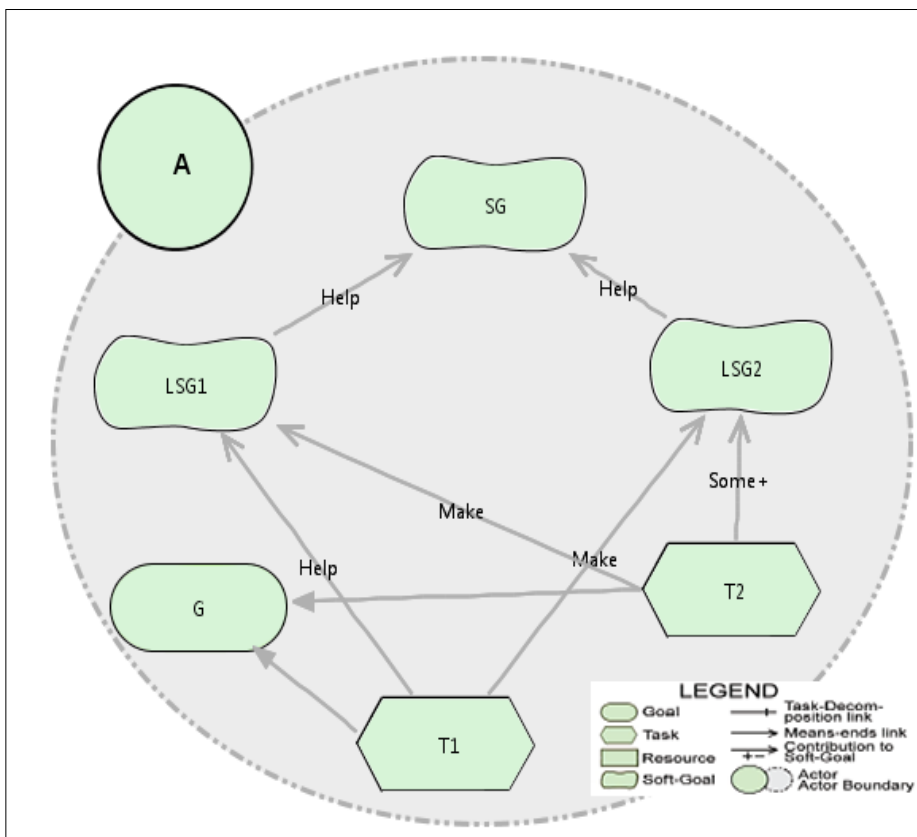 A
SG
Help
Help
LSG1
LSG2
Some+
Make
Help
Make
G
T2
T1
LEGEND
Goal
Task
Resource
Soft-Goal
Task-Decom-
position link
Means-ends link
Contribution to
+- Soft-Goal
Actor
Actor Boundary